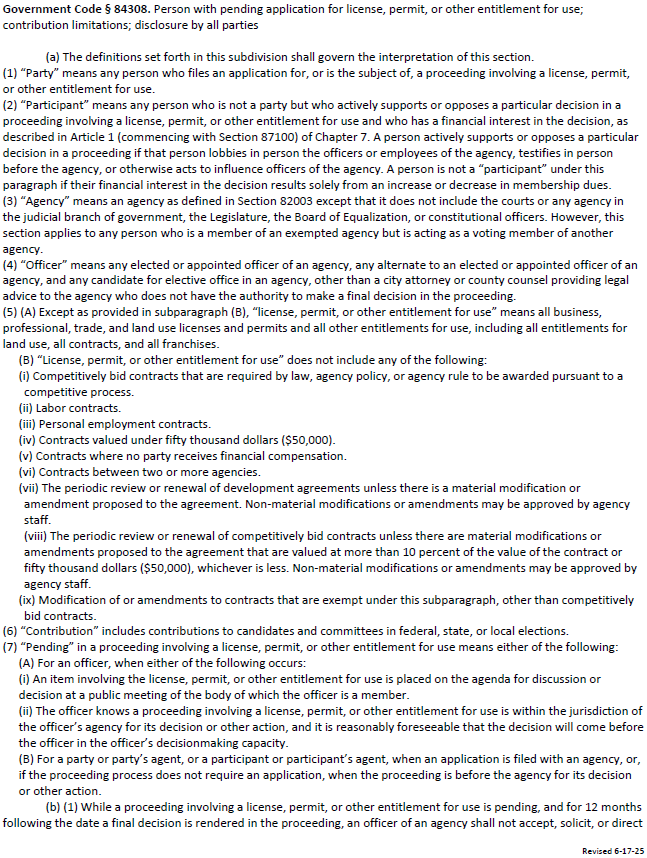 Government Code § 84308. Person with pending application for license, permit, or other entitlement for use;
contribution limitations; disclosure by all parties
(a) The definitions set forth in this subdivision shall govern the interpretation of this section.
(1) “Party” means any person who files an application for, or is the subject of, a proceeding involving a license, permit,
or other entitlement for use.
(2) “Participant” means any person who is not a party but who actively supports or opposes a particular decision in a
proceeding involving a license, permit, or other entitlement for use and who has a financial interest in the decision, as
described in Article 1 (commencing with Section 87100) of Chapter 7. A person actively supports or opposes a particular
decision in a proceeding if that person lobbies in person the officers or employees of the agency, testifies in person
before the agency, or otherwise acts to influence officers of the agency. A person is not a “participant” under this
paragraph if their financial interest in the decision results solely from an increase or decrease in membership dues.
(3) “Agency” means an agency as defined in Section 82003 except that it does not include the courts or any agency in
the judicial branch of government, the Legislature, the Board of Equalization, or constitutional officers. However, this
section applies to any person who is a member of an exempted agency but is acting as a voting member of another
agency.
(4) “Officer” means any elected or appointed officer of an agency, any alternate to an elected or appointed officer of an
agency, and any candidate for elective office in an agency, other than a city attorney or county counsel providing legal
advice to the agency who does not have the authority to make a final decision in the proceeding.
(5) (A) Except as provided in subparagraph (B), “license, permit, or other entitlement for use” means all business,
professional, trade, and land use licenses and permits and all other entitlements for use, including all entitlements for
land use, all contracts, and all franchises.
(B) “License, permit, or other entitlement for use” does not include any of the following:
(i) Competitively bid contracts that are required by law, agency policy, or agency rule to be awarded pursuant to a
competitive process.
(ii) Labor contracts.
(iii) Personal employment contracts.
(iv) Contracts valued under fifty thousand dollars ($50,000).
(v) Contracts where no party receives financial compensation.
(vi) Contracts between two or more agencies.
(vii) The periodic review or renewal of development agreements unless there is a material modification or
amendment proposed to the agreement. Non-material modifications or amendments may be approved by agency
staff.
(viii) The periodic review or renewal of competitively bid contracts unless there are material modifications or
amendments proposed to the agreement that are valued at more than 10 percent of the value of the contract or
fifty thousand dollars ($50,000), whichever is less. Non-material modifications or amendments may be approved by
agency staff.
(ix) Modification of or amendments to contracts that are exempt under this subparagraph, other than competitively
bid contracts.
(6) “Contribution” includes contributions to candidates and committees in federal, state, or local elections.
(7) “Pending” in a proceeding involving a license, permit, or other entitlement for use means either of the following:
(A) For an officer, when either of the following occurs:
(i) An item involving the license, permit, or other entitlement for use is placed on the agenda for discussion or
decision at a public meeting of the body of which the officer is a member.
(ii) The officer knows a proceeding involving a license, permit, or other entitlement for use is within the jurisdiction of
the officer’s agency for its decision or other action, and it is reasonably foreseeable that the decision will come before
the officer in the officer’s decisionmaking capacity.
(B) For a party or party’s agent, or a participant or participant’s agent, when an application is filed with an agency, or,
if the proceeding process does not require an application, when the proceeding is before the agency for its decision
or other action.
(b) (1) While a proceeding involving a license, permit, or other entitlement for use is pending, and for 12 months
following the date a final decision is rendered in the proceeding, an officer of an agency shall not accept, solicit, or direct
Revised 6-17-25